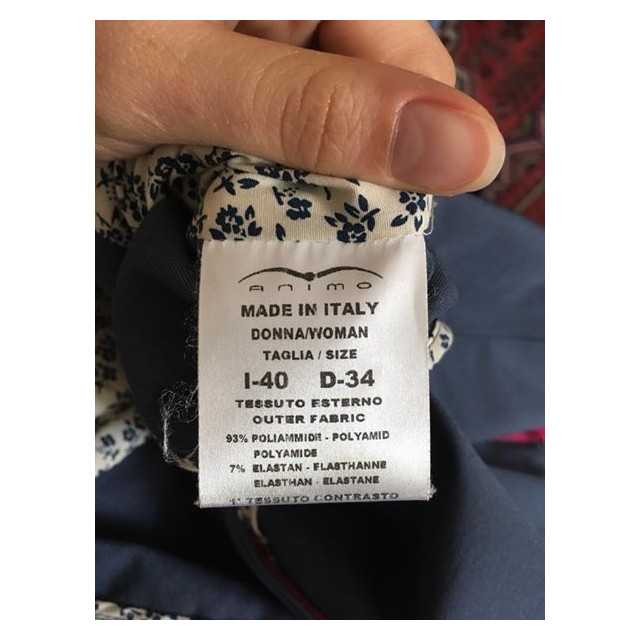 Animo
MADE IN ITALY
DONNA/WOMAN
TAGLIA / SIZE
I-40 D-34
TESSUTO ESTERNO
OUTER FABRIC
93% POLIAMMIDE - POLYAMID
POLYAMIDE
7% ELASTAN - FLASTHANNE
ELASTHAN - ELASTANE
1° TESSUTO CONTRASTO